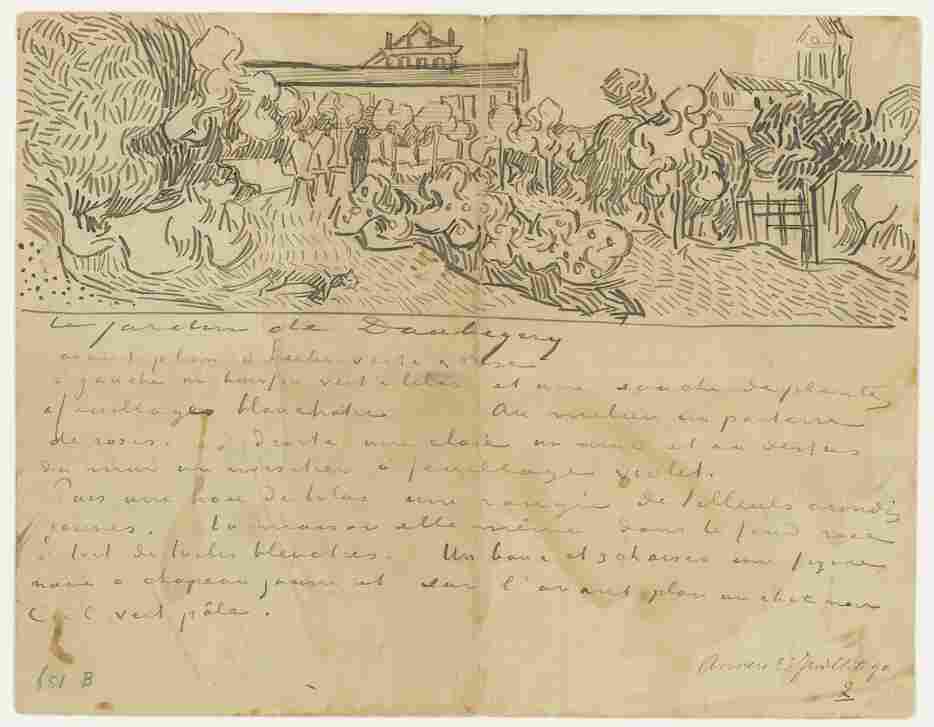 Le jardin de Daubigny
avant plan d'herbe verte & rose
à gauche un buisson vert & lilas et une souche de plantes
à feuillages blanchâtres Au milieu un parterre
de roses. à droite une claie un mur et au dessus
du mur un noisetier à feuillage violet.
Puis une haie de lilas une rangée de tilleuls arrondis
jaunes. La maison elle même dans le fond rose
à toit de tuiles bleuâtres. Un banc et 3 chaises une figure
noire à chapeau jaune et sur l'avant plan un chat noir
Ciel vert pâle.
Auvers 23 Juillet 90
2
651 B